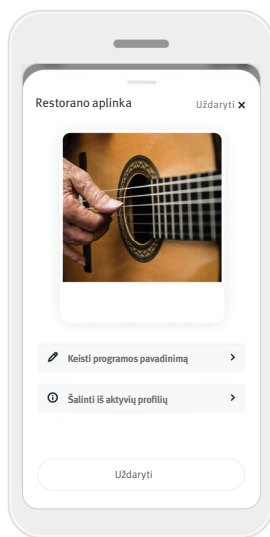 Restorano aplinka
Uždaryti ×
Keisti programos pavadinimą
Šalinti iš aktyvių profilių
Uždaryti